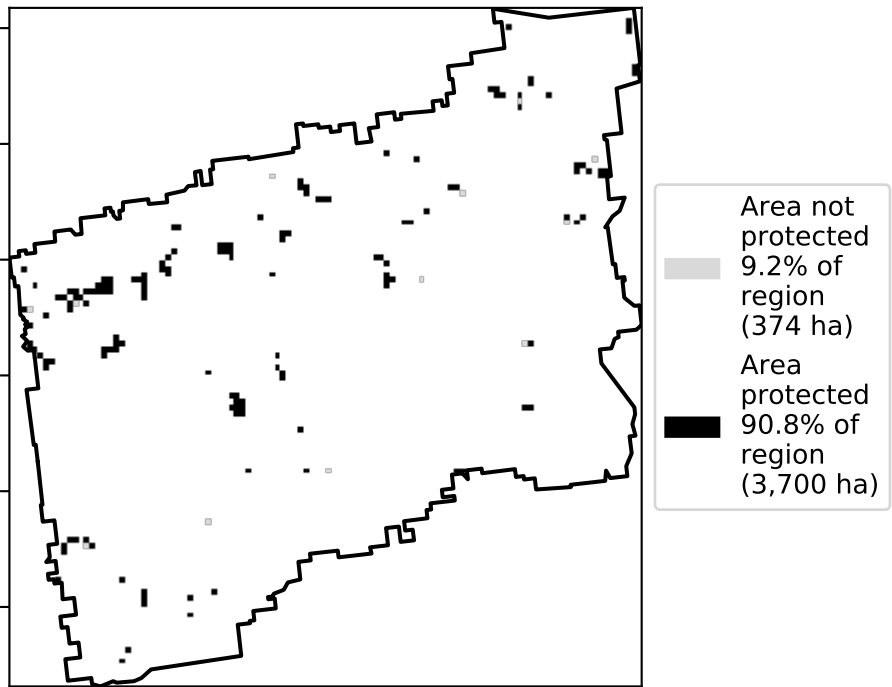 Area not
protected
9.2% of
region
(374 ha)
Area
protected
90.8% of
region
(3,700 ha)